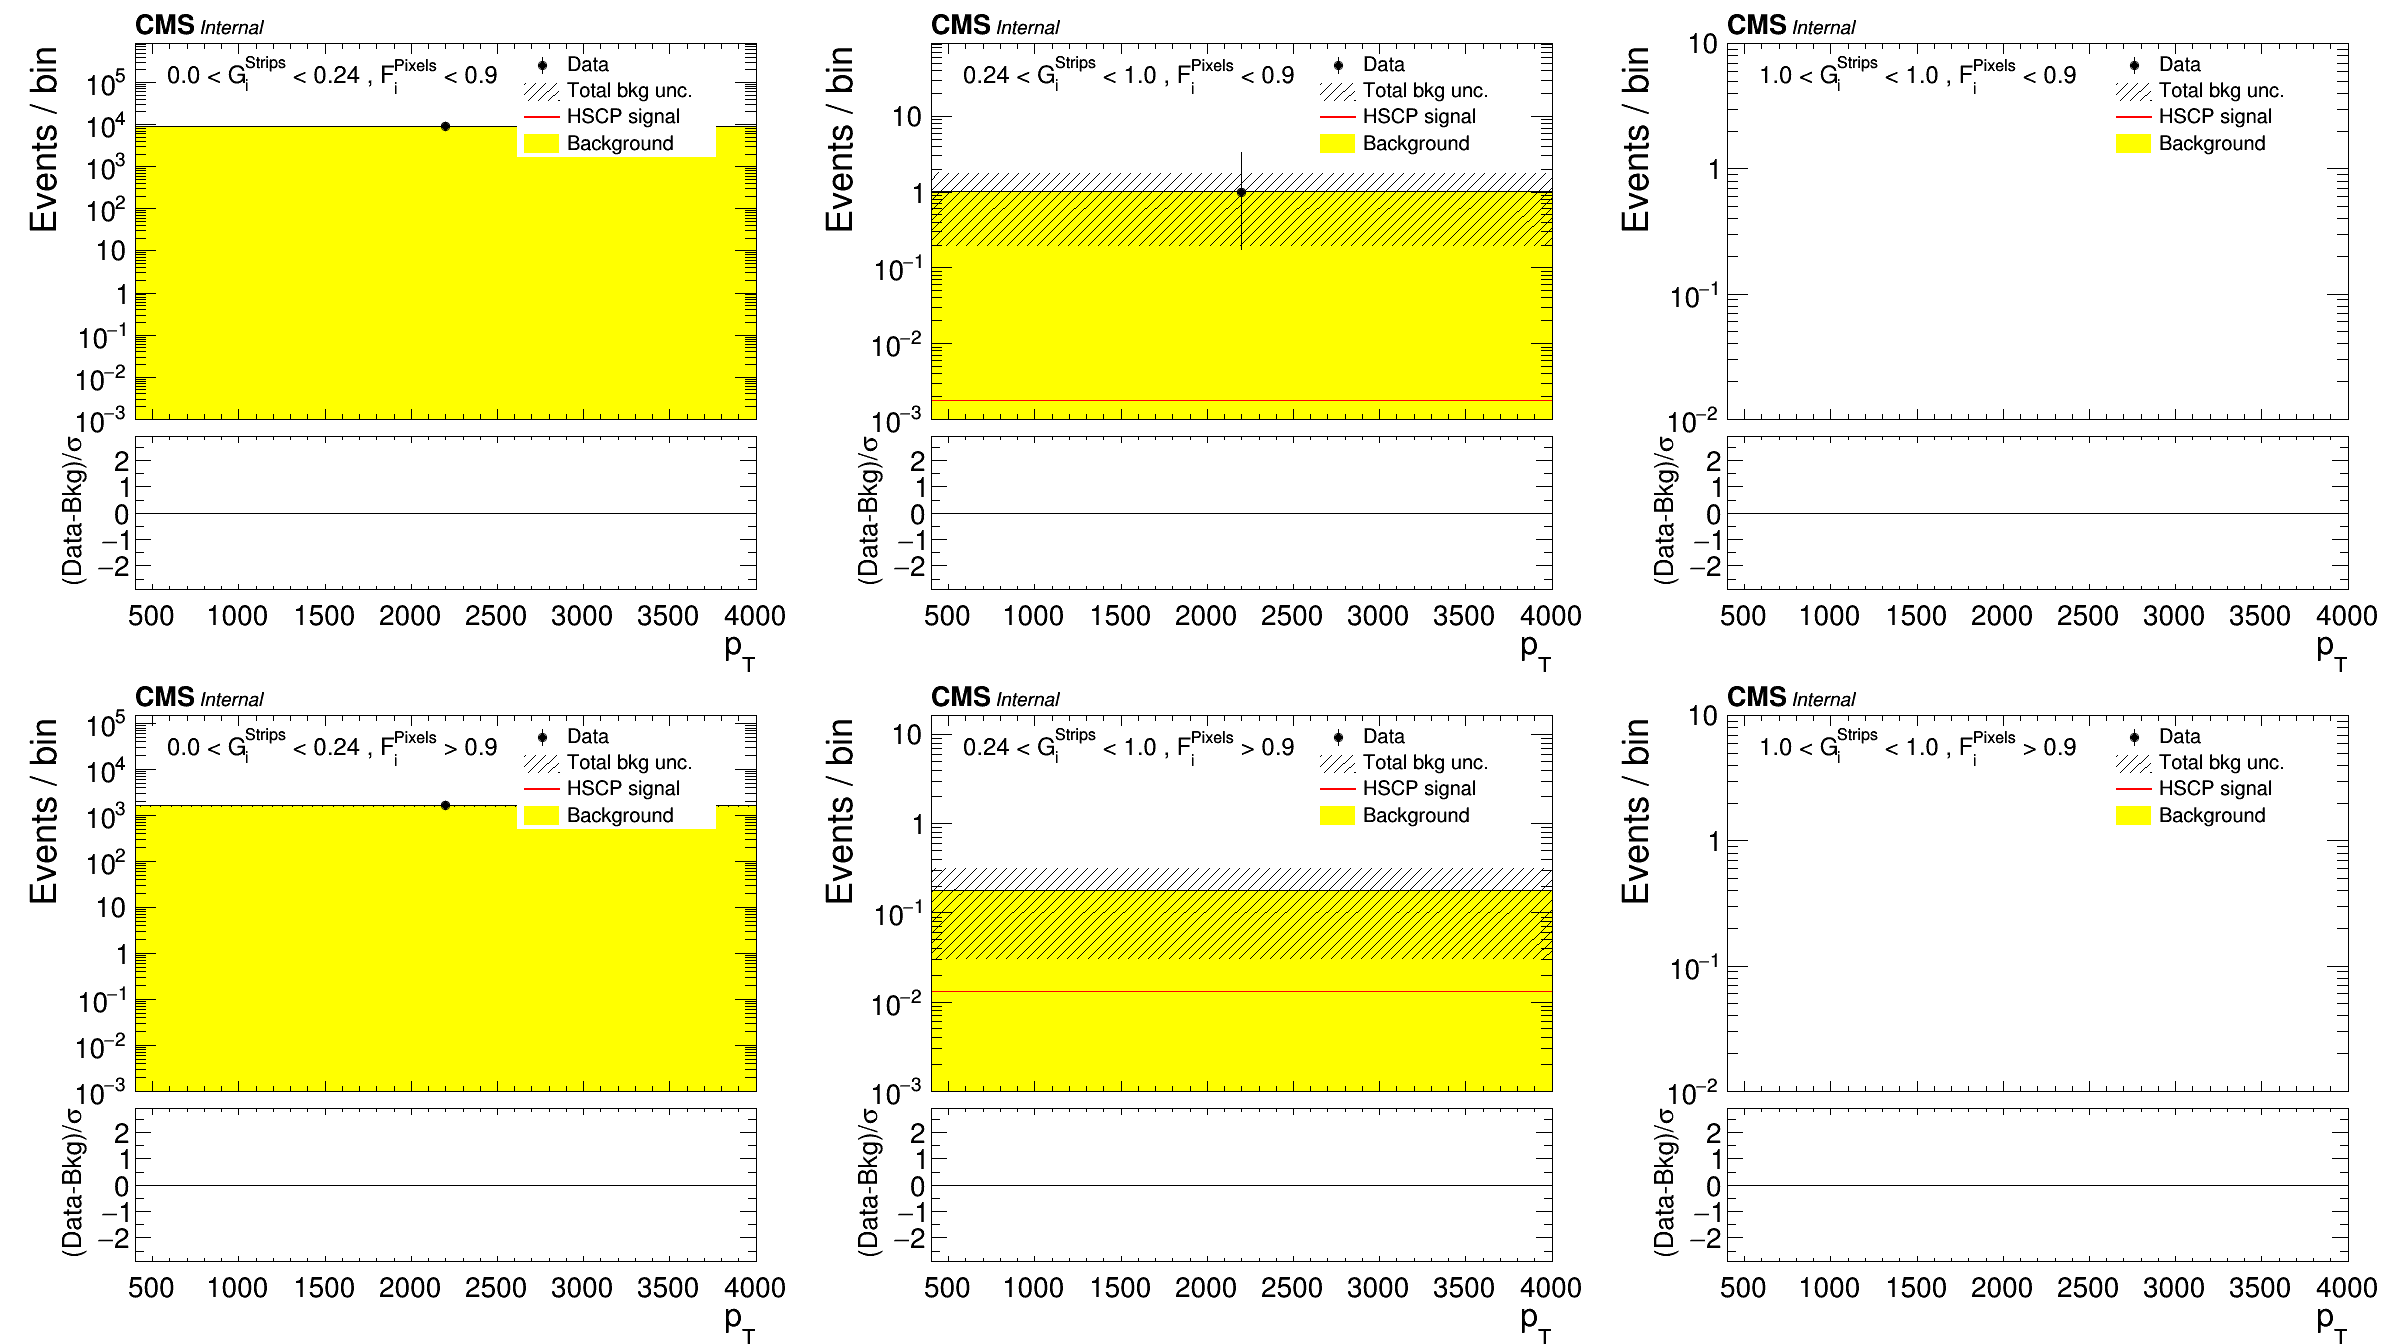 CMS Internal
Events / bin
0.0 < G_i^Strips < 0.24 , F_i^Pixels < 0.9
Data
Total bkg unc.
HSCP signal
Background
10^5
10^4
10^3
10^2
10
1
10^−1
10^−2
10^−3
(Data-Bkg)/σ
2
1
0
−1
−2
500 1000 1500 2000 2500 3000 3500 4000
p_T
CMS Internal
Events / bin
0.24 < G_i^Strips < 1.0 , F_i^Pixels < 0.9
Data
Total bkg unc.
HSCP signal
Background
10
1
10^−1
10^−2
10^−3
(Data-Bkg)/σ
2
1
0
−1
−2
500 1000 1500 2000 2500 3000 3500 4000
p_T
CMS Internal
Events / bin
1.0 < G_i^Strips < 1.0 , F_i^Pixels < 0.9
Data
Total bkg unc.
HSCP signal
Background
10
1
10^−1
10^−2
(Data-Bkg)/σ
2
1
0
−1
−2
500 1000 1500 2000 2500 3000 3500 4000
p_T
CMS Internal
Events / bin
0.0 < G_i^Strips < 0.24 , F_i^Pixels > 0.9
Data
Total bkg unc.
HSCP signal
Background
10^5
10^4
10^3
10^2
10
1
10^−1
10^−2
10^−3
(Data-Bkg)/σ
2
1
0
−1
−2
500 1000 1500 2000 2500 3000 3500 4000
p_T
CMS Internal
Events / bin
0.24 < G_i^Strips < 1.0 , F_i^Pixels > 0.9
Data
Total bkg unc.
HSCP signal
Background
10
1
10^−1
10^−2
10^−3
(Data-Bkg)/σ
2
1
0
−1
−2
500 1000 1500 2000 2500 3000 3500 4000
p_T
CMS Internal
Events / bin
1.0 < G_i^Strips < 1.0 , F_i^Pixels > 0.9
Data
Total bkg unc.
HSCP signal
Background
10
1
10^−1
10^−2
(Data-Bkg)/σ
2
1
0
−1
−2
500 1000 1500 2000 2500 3000 3500 4000
p_T